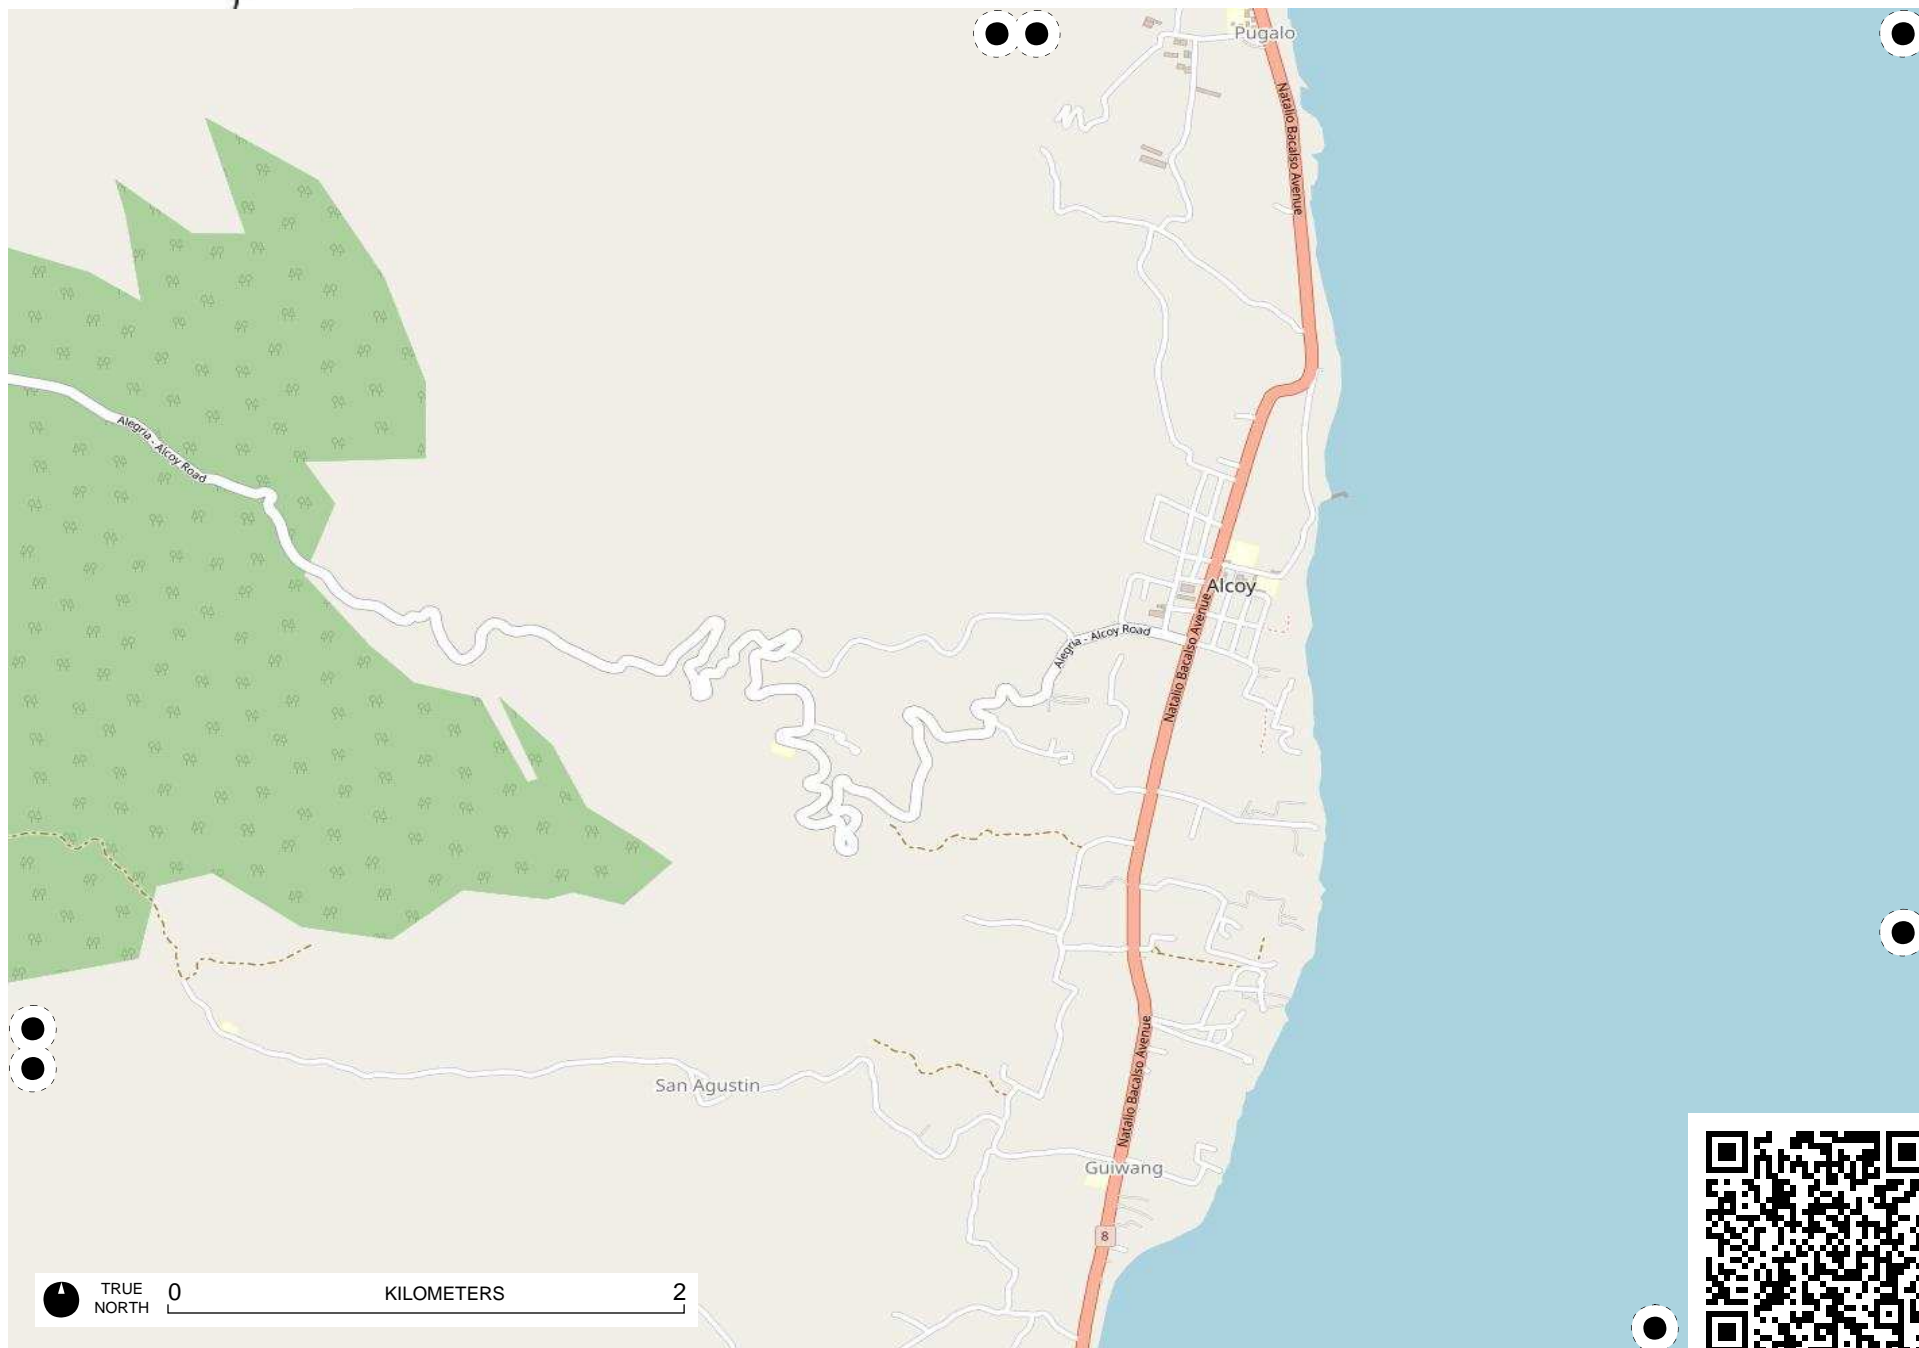 Pugalo
Natalio Bacalso Avenue
Alegria - Alcoy Road
Alcoy
Alegria - Alcoy Road
Natalio Bacalso Avenue
Natalio Bacalso Avenue
San Agustin
Guiwang
8
TRUE
NORTH
0 KILOMETERS 2